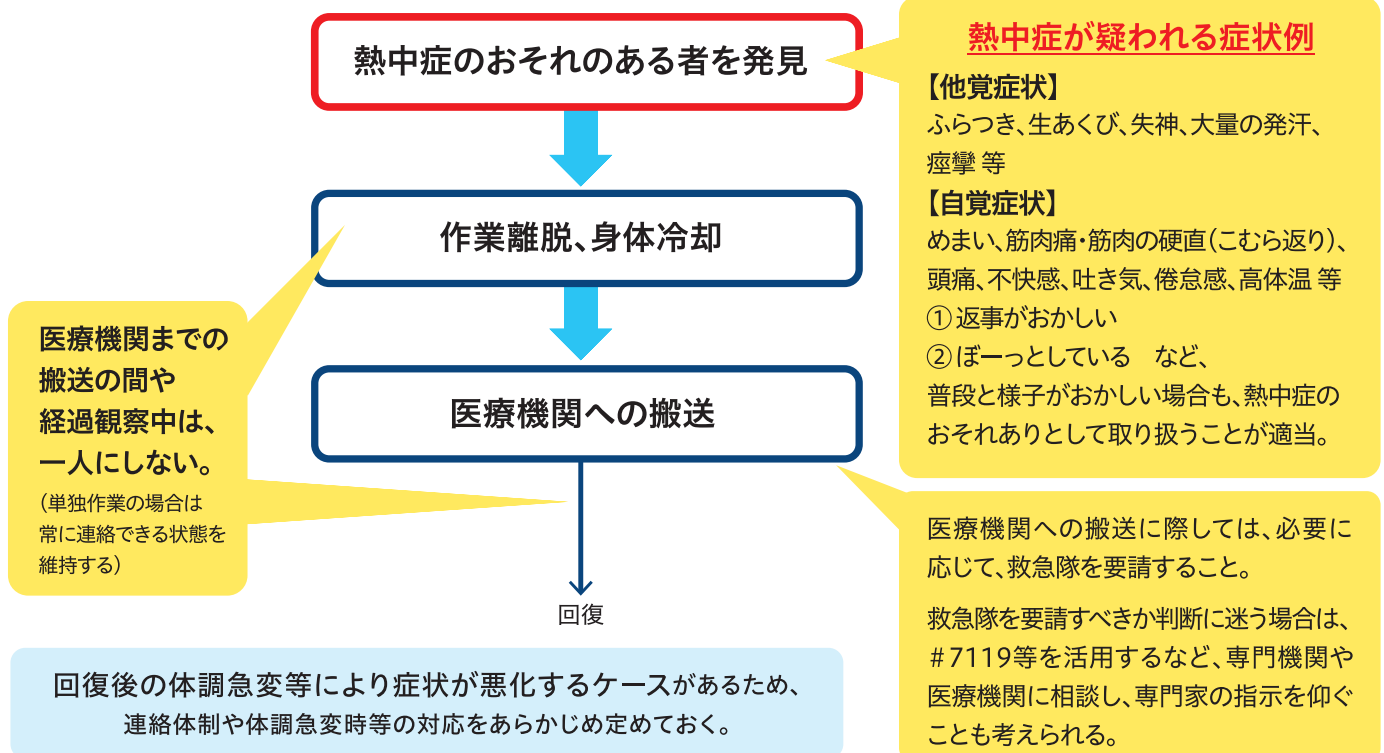 熱中症のおそれのある者を発見
熱中症が疑われる症状例
【他覚症状】
ふらつき、生あくび、失神、大量の発汗、
痙攣 等
【自覚症状】
めまい、筋肉痛・筋肉の硬直（こむら返り）、
頭痛、不快感、吐き気、倦怠感、高体温 等
①返事がおかしい
②ぼーっとしている　など、
普段と様子がおかしい場合も、熱中症の
おそれありとして取り扱うことが適当。
作業離脱、身体冷却
医療機関までの
搬送の間や
経過観察中は、
一人にしない。
（単独作業の場合は
常に連絡できる状態を
維持する）
医療機関への搬送
医療機関への搬送に際しては、必要に
応じて、救急隊を要請すること。
救急隊を要請すべきか判断に迷う場合は、
＃7119等を活用するなど、専門機関や
医療機関に相談し、専門家の指示を仰ぐ
ことも考えられる。
回復
回復後の体調急変等により症状が悪化するケースがあるため、
連絡体制や体調急変時等の対応をあらかじめ定めておく。